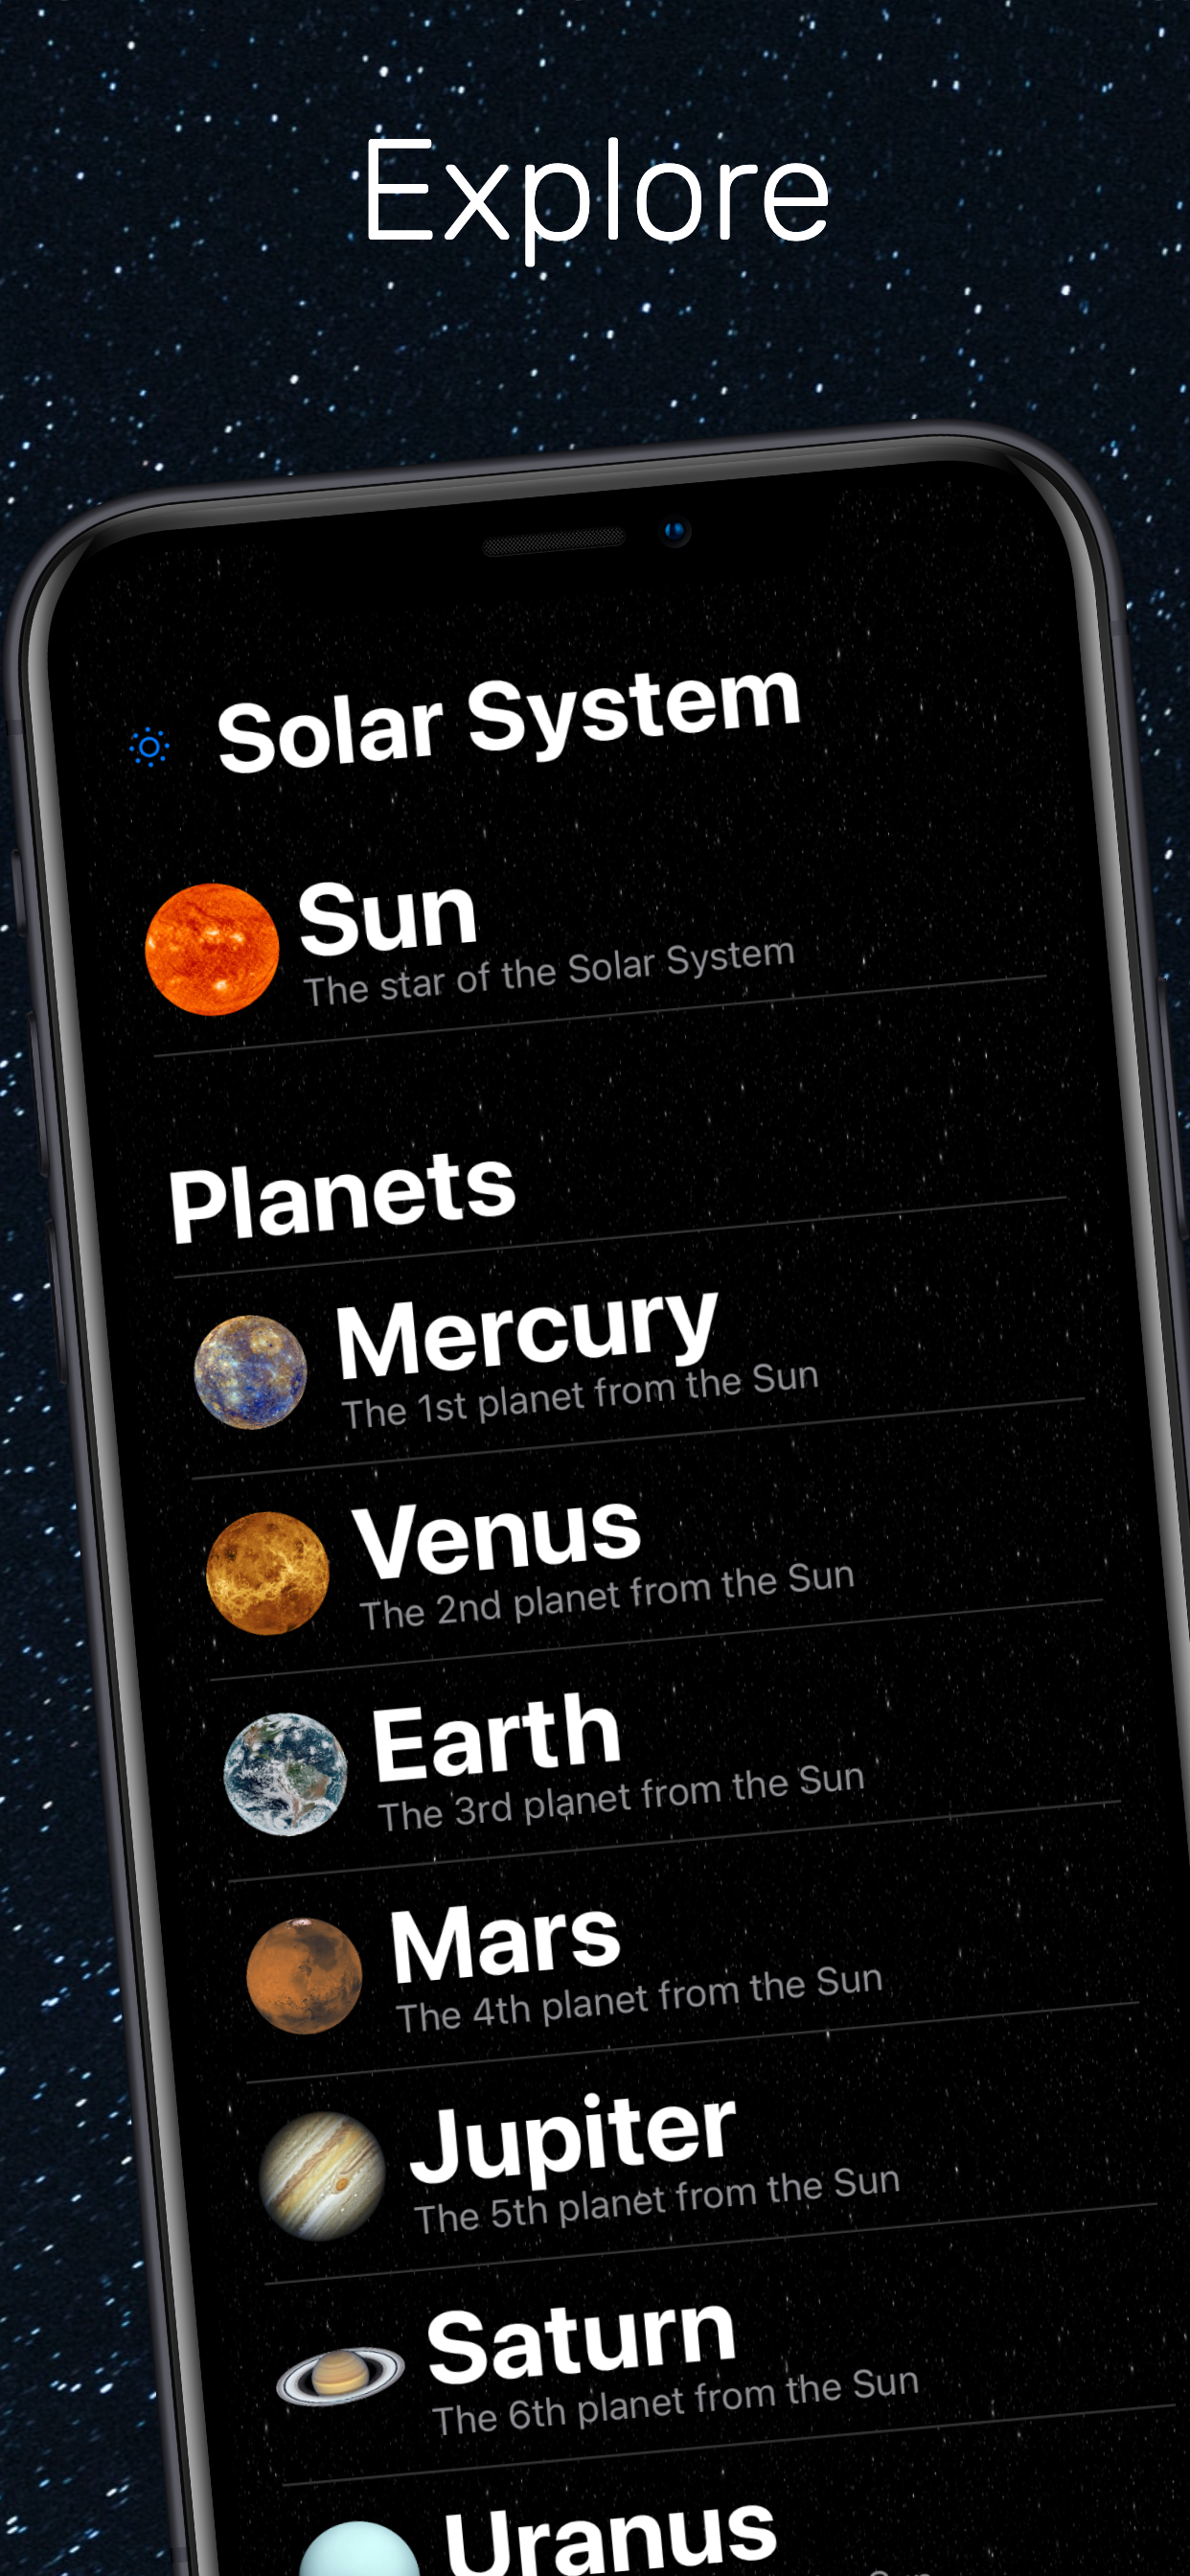 Explore
Solar System
Sun
The star of the Solar System
Planets
Mercury
The 1st planet from the Sun
Venus
The 2nd planet from the Sun
Earth
The 3rd planet from the Sun
Mars
The 4th planet from the Sun
Jupiter
The 5th planet from the Sun
Saturn
The 6th planet from the Sun
Uranus